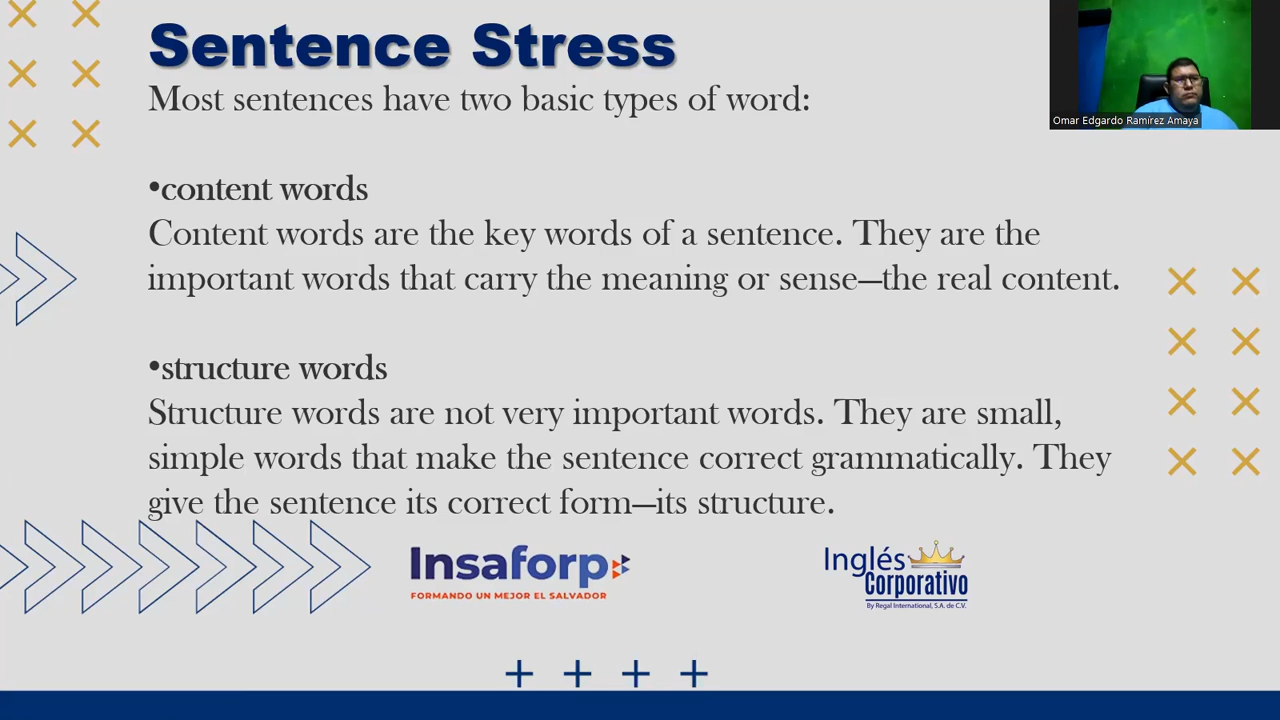 Sentence Stress
Most sentences have two basic types of word:
•content words
Content words are the key words of a sentence. They are the
important words that carry the meaning or sense—the real content.
•structure words
Structure words are not very important words. They are small,
simple words that make the sentence correct grammatically. They
give the sentence its correct form—its structure.
Omar Edgardo Ramírez Amaya
Insaforp
FORMANDO UN MEJOR EL SALVADOR
Inglés
Corporativo
By Regal International, S.A. de C.V.